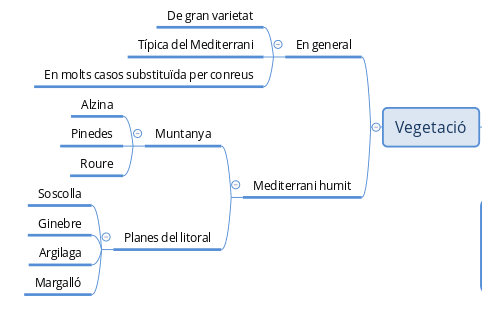 De gran varietat
Típica del Mediterrani
En general
En molts casos substituïda per conreus
Alzina
Pinedes
Muntanya
Roure
Vegetació
Mediterrani humit
Soscolla
Ginebre
Planes del litoral
Argilaga
Margalló